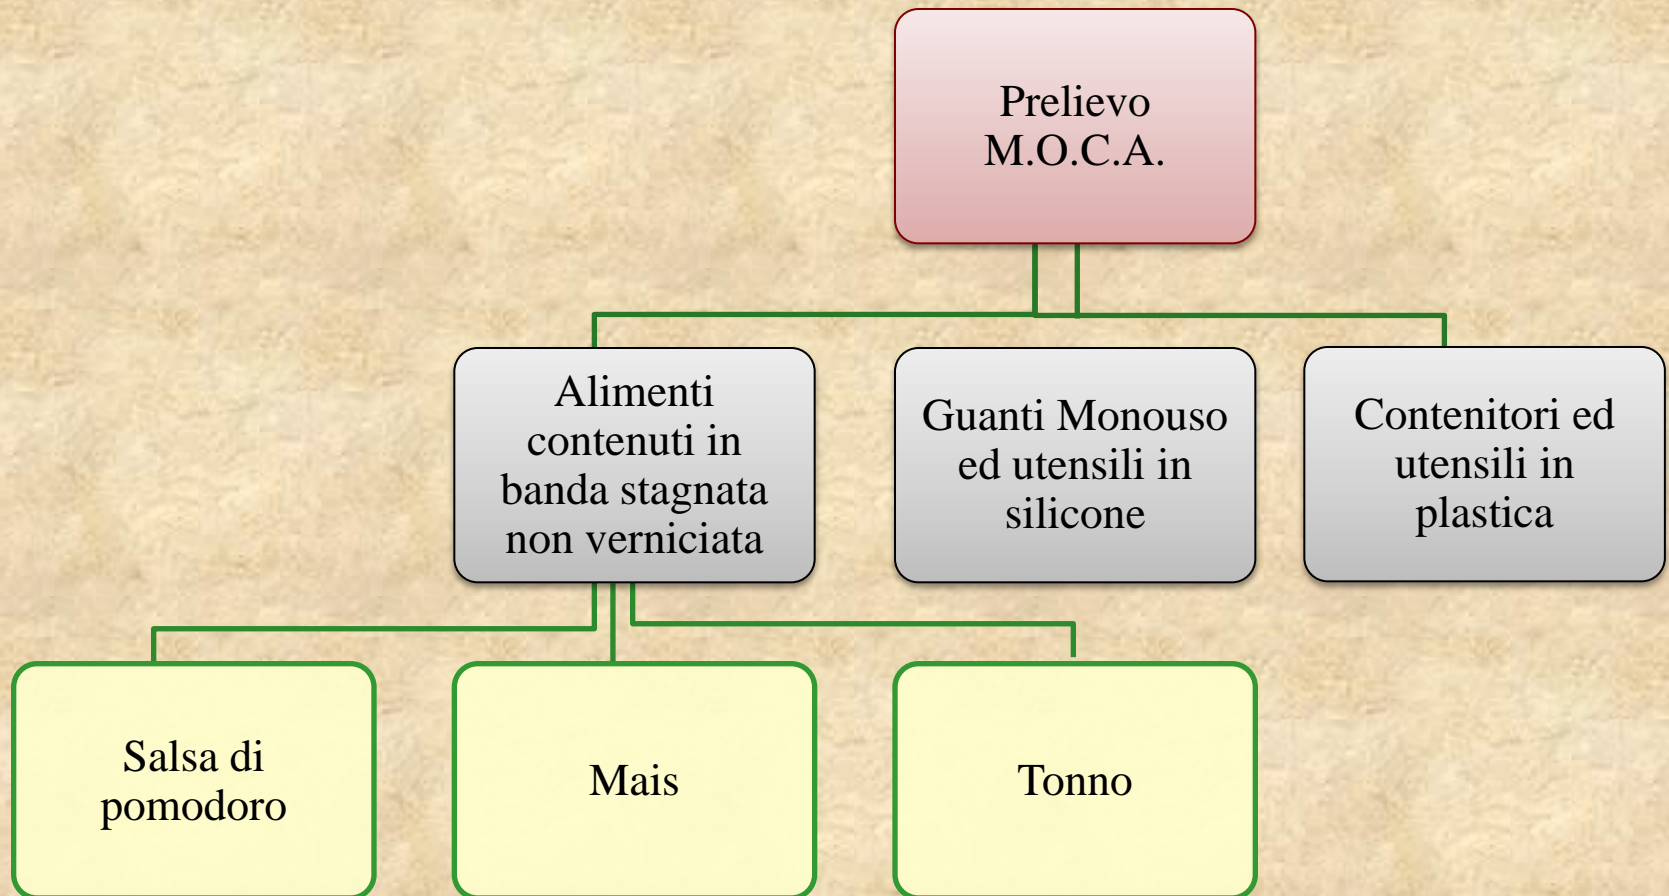 Prelievo
M.O.C.A.
Alimenti
contenuti in
banda stagnata
non verniciata
Guanti Monouso
ed utensili in
silicone
Contenitori ed
utensili in
plastica
Salsa di
pomodoro
Mais
Tonno